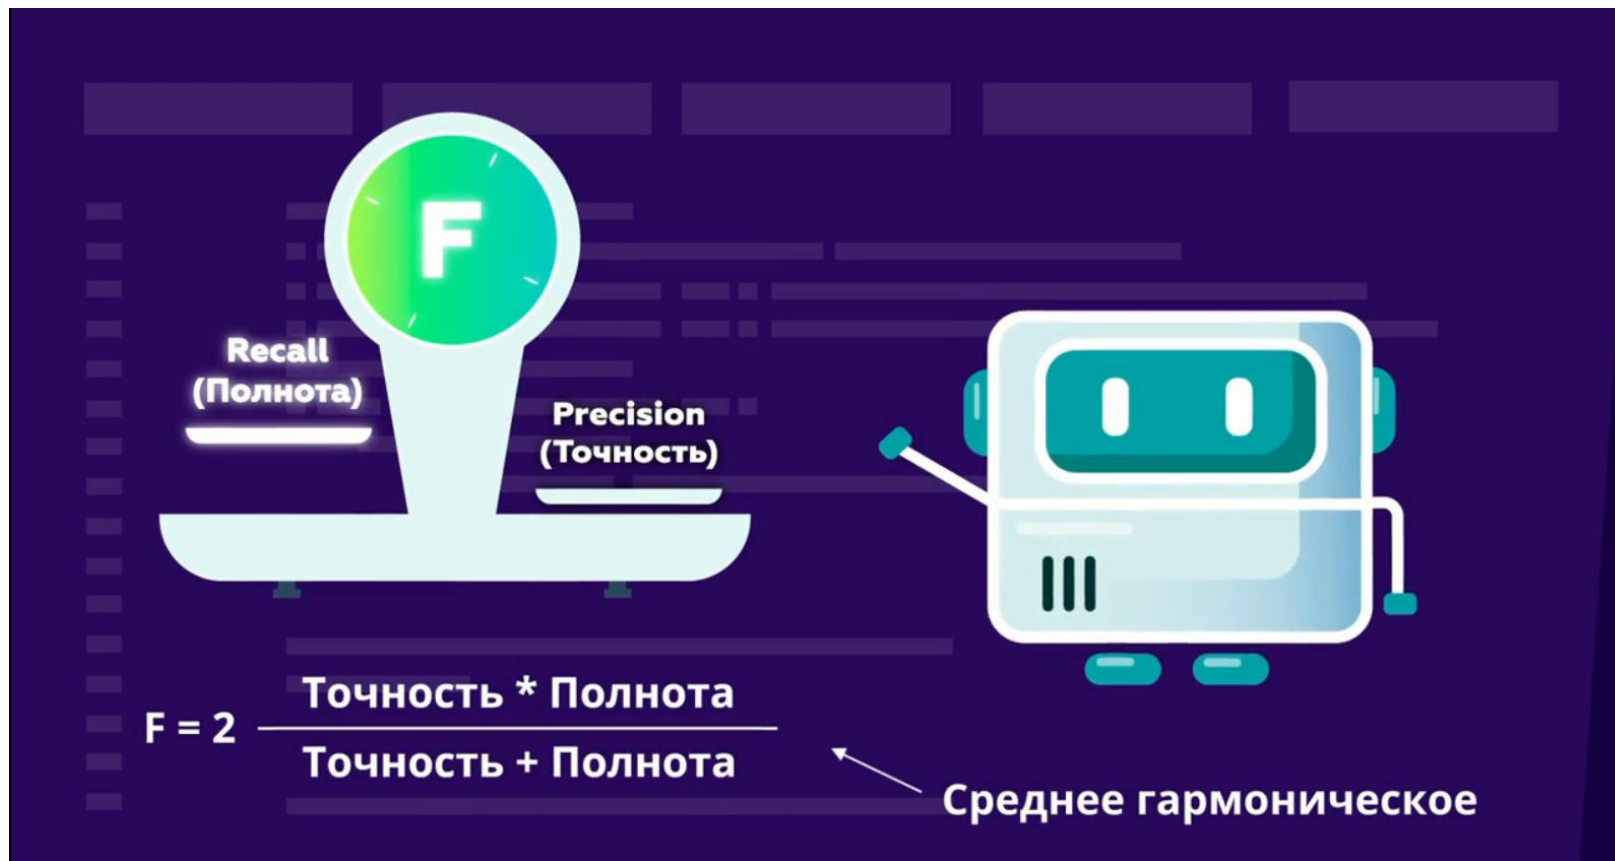 F
Recall
(Полнота)
Precision
(Точность)
F = 2
Точность * Полнота
Точность + Полнота
Среднее гармоническое